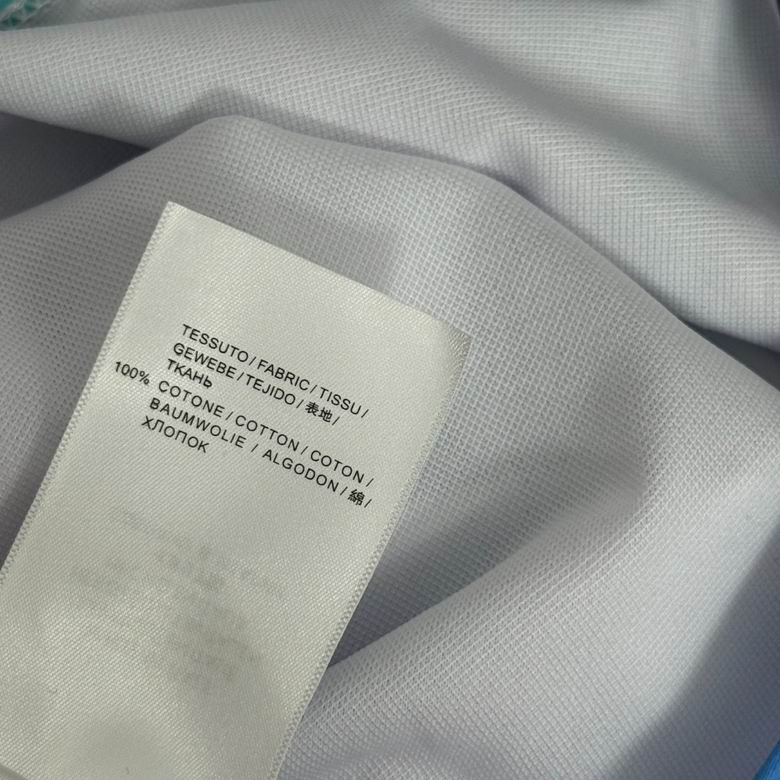 TESSUTO / FABRIC / TISSU /
GEWEBE / TEJIDO / 表地 /
ТКАНЬ
100% COTONE / COTTON / COTON /
BAUMWOLIE / ALGODON / 綿 /
ХЛОПОК